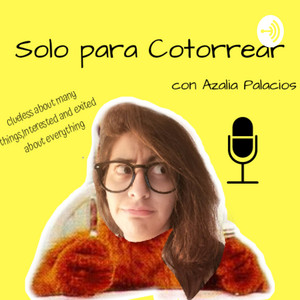 Solo para Cotorrear
con Azalia Palacios
clueless about many
things,interested and exited
about everything